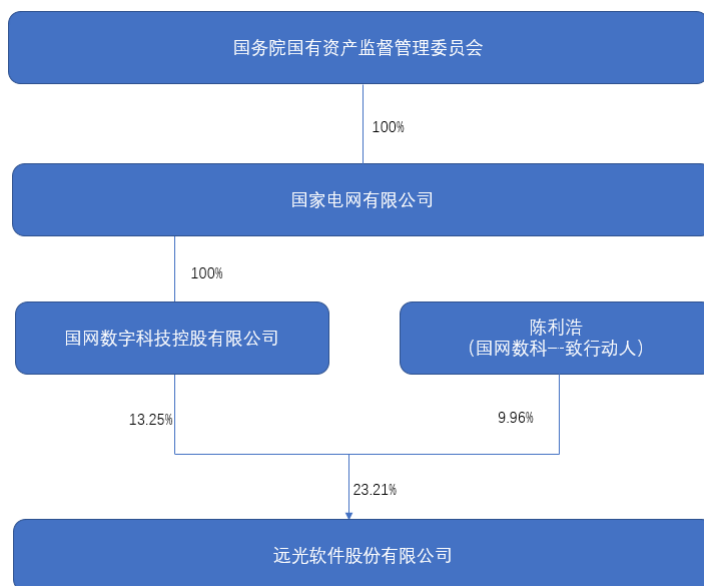 国务院国有资产监督管理委员会
100%
国家电网有限公司
100%
国网数字科技控股有限公司
陈利浩
（国网数科一致行动人）
13.25%
9.96%
23.21%
远光软件股份有限公司